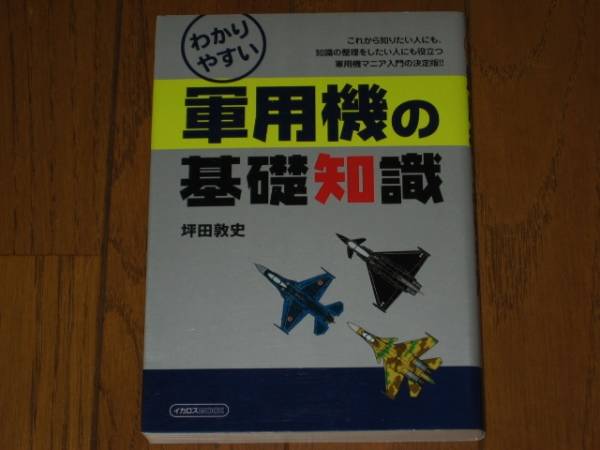 わかり
やすい
これから知りたい人にも、
知識の整理をしたい人にも役立つ
軍用機マニア入門の決定版!!
軍用機の
基礎知識
坪田敦史
イカロスMOOK